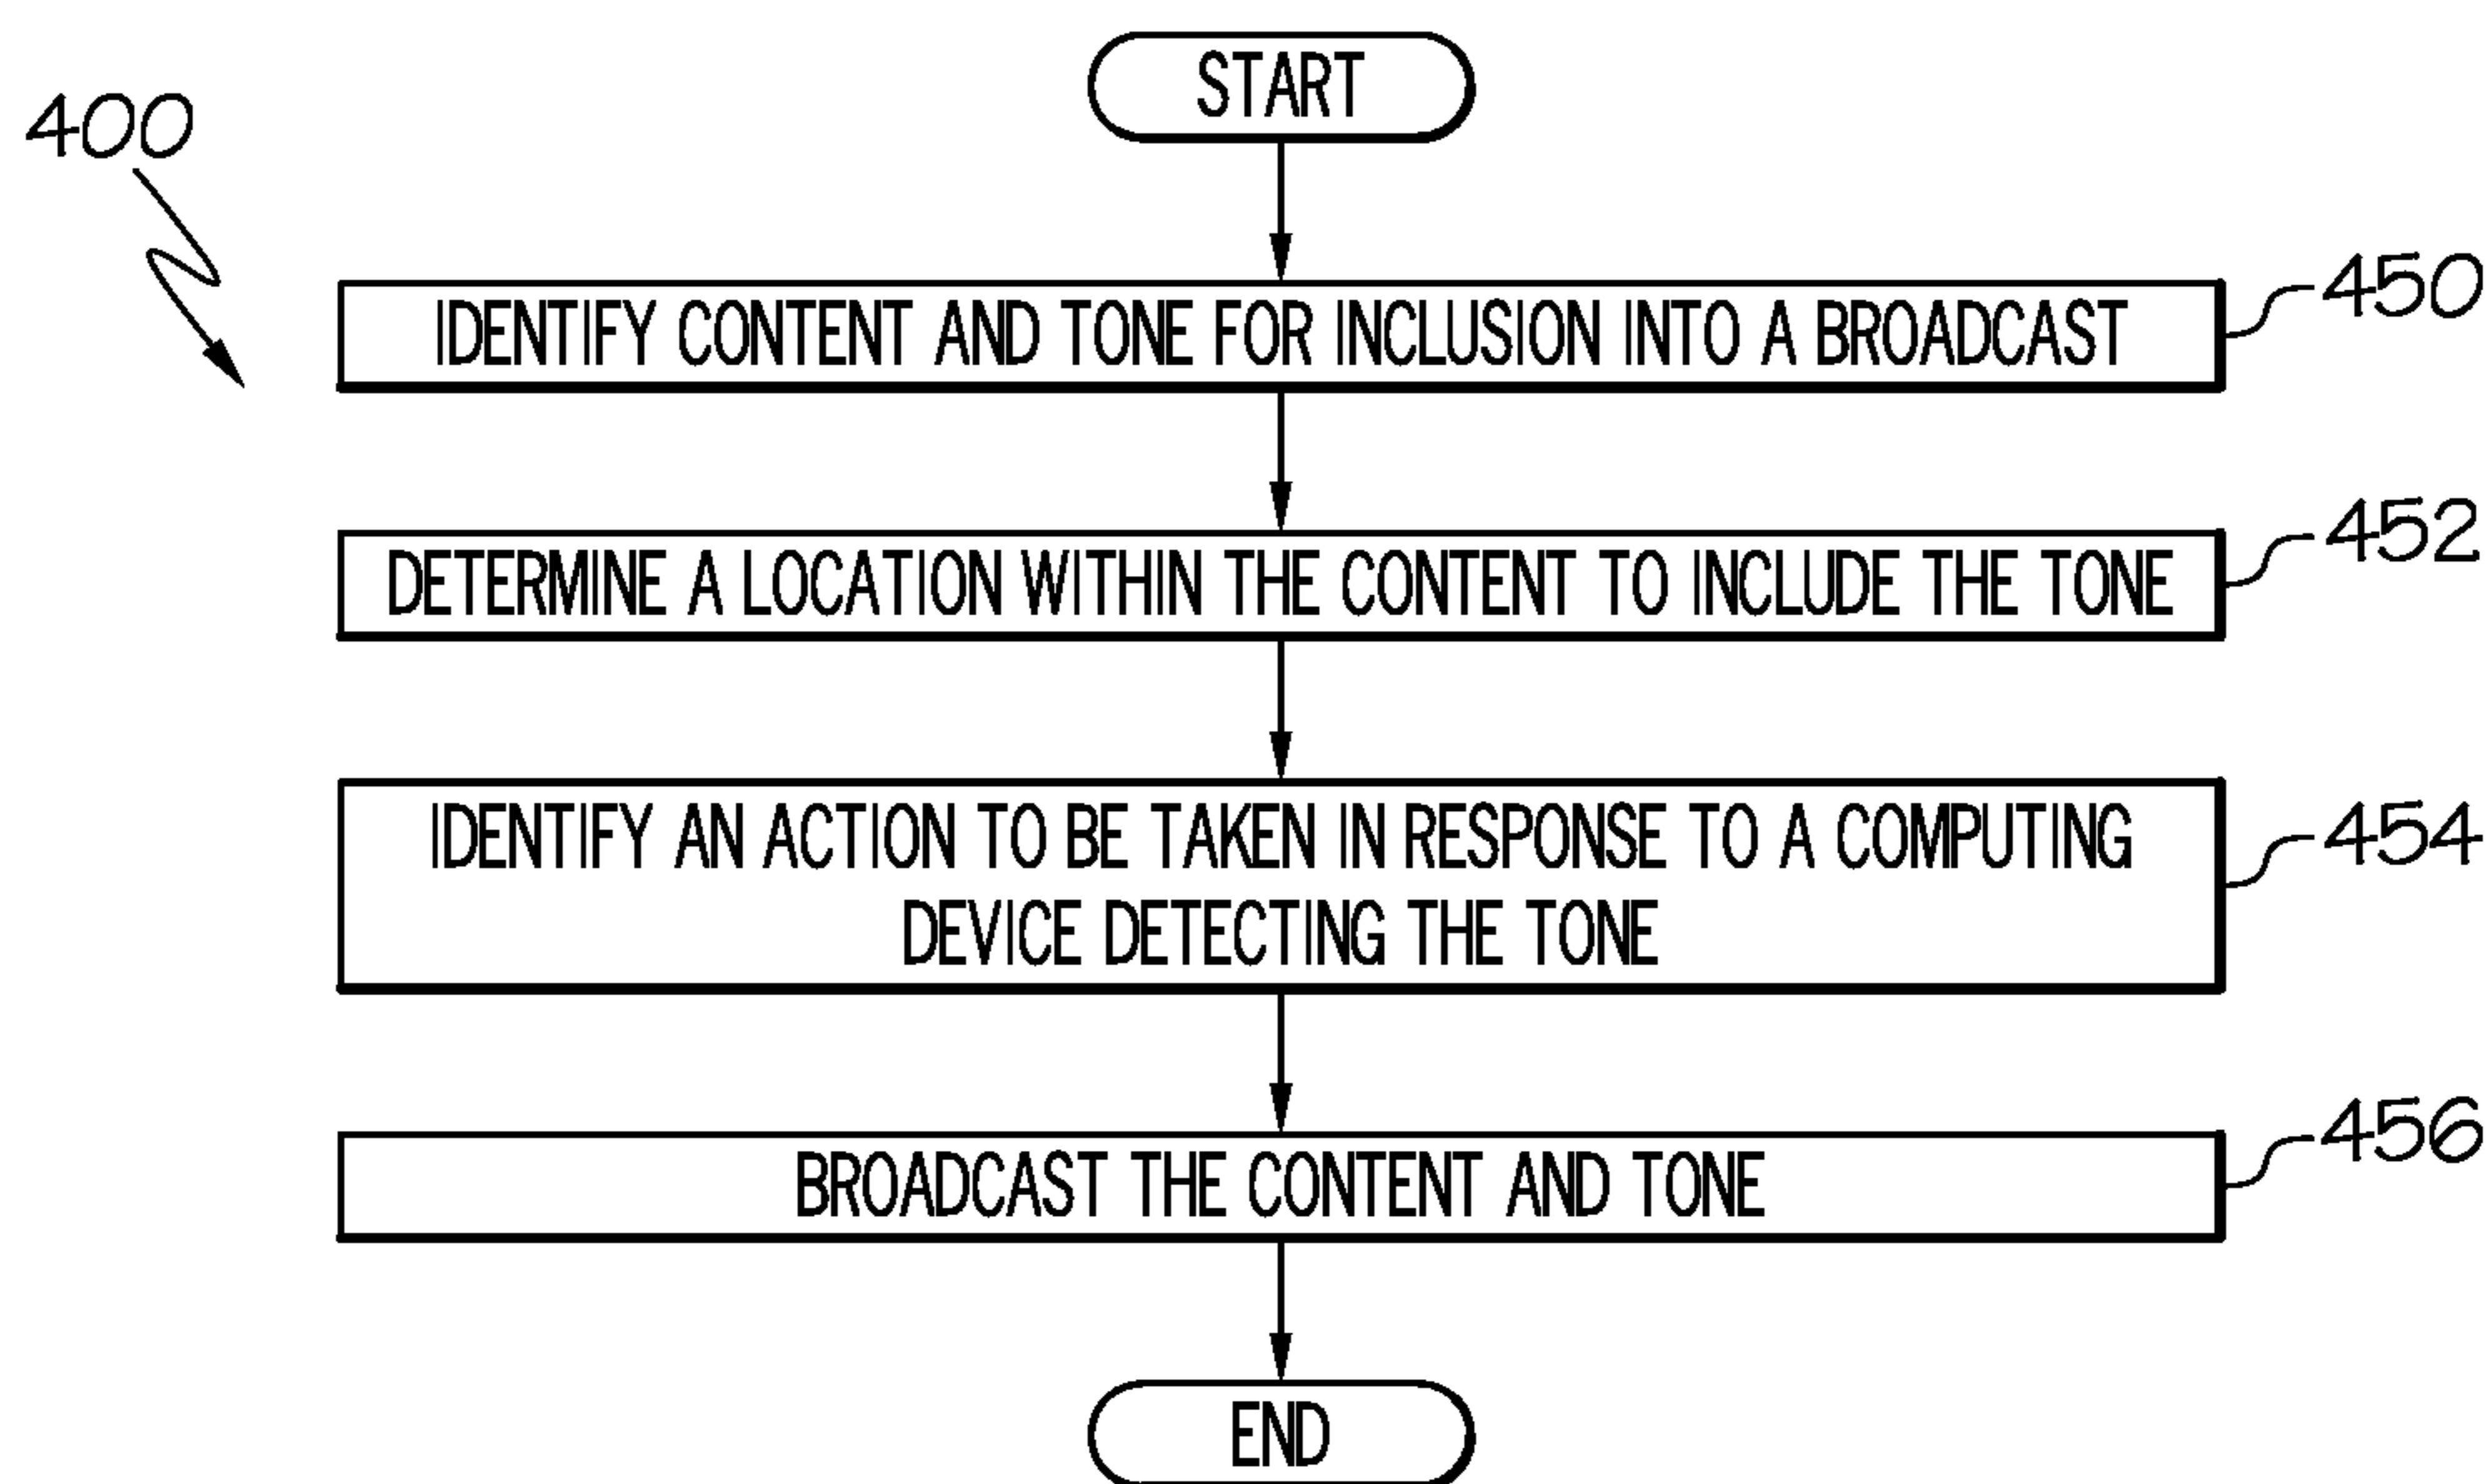 START
400
IDENTIFY CONTENT AND TONE FOR INCLUSION INTO A BROADCAST
450
DETERMINE A LOCATION WITHIN THE CONTENT TO INCLUDE THE TONE
452
IDENTIFY AN ACTION TO BE TAKEN IN RESPONSE TO A COMPUTING
DEVICE DETECTING THE TONE
454
BROADCAST THE CONTENT AND TONE
456
END